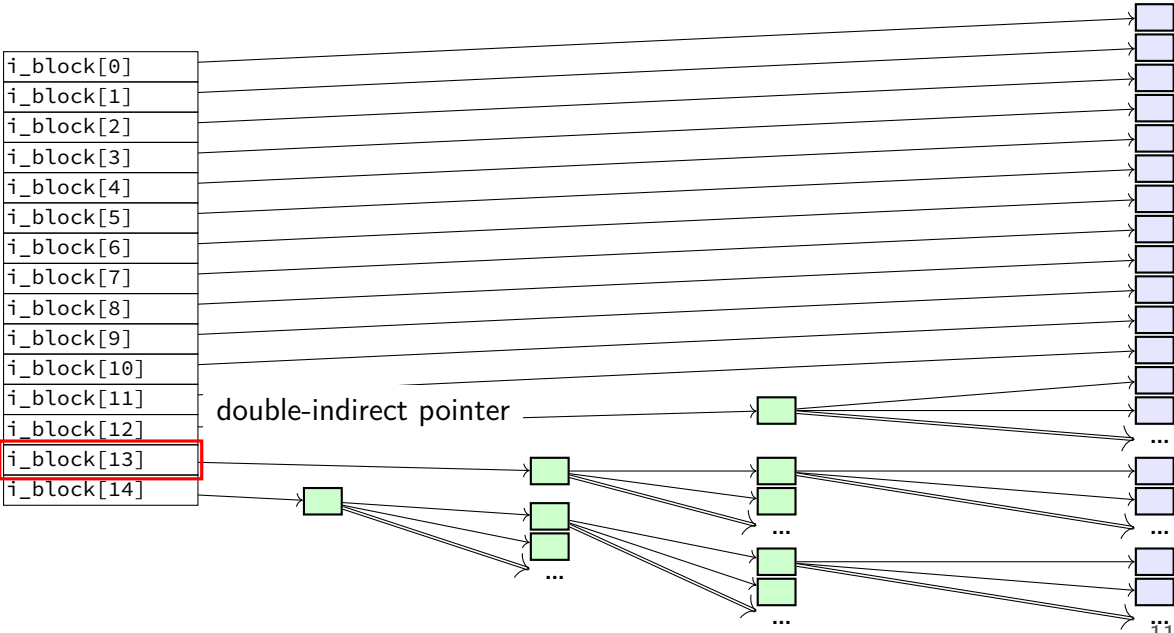 i_block[0]
i_block[1]
i_block[2]
i_block[3]
i_block[4]
i_block[5]
i_block[6]
i_block[7]
i_block[8]
i_block[9]
i_block[10]
i_block[11]
double-indirect pointer
i_block[12]
...
i_block[13]
i_block[14]
...
...
...
...
...
11